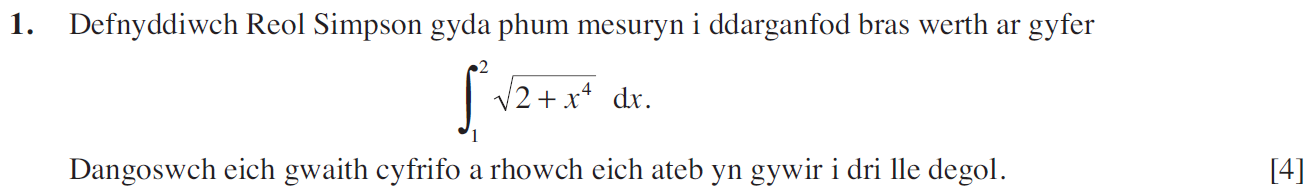 1. Defnyddiwch Reol Simpson gyda phum mesuryn i ddarganfod bras werth ar gyfer
∫₁² √(2 + x⁴) dx.
Dangoswch eich gwaith cyfrifo a rhowch eich ateb yn gywir i dri lle degol. [4]